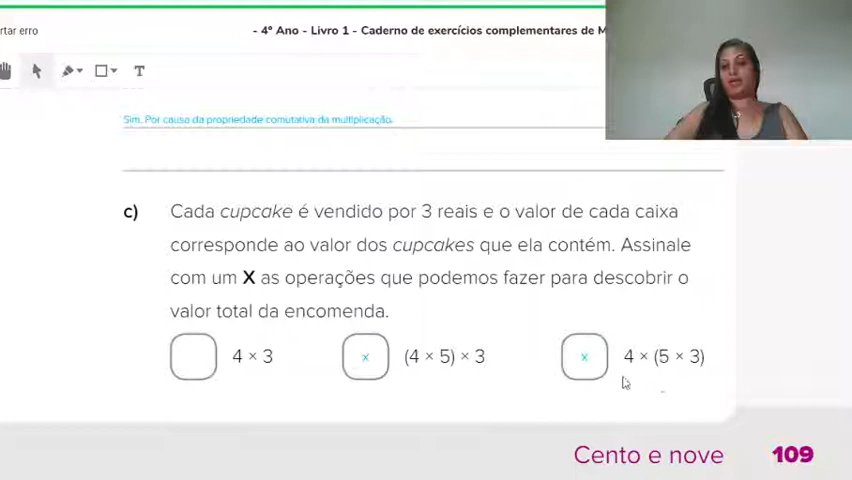 rtar erro
- 4º Ano - Livro 1 - Caderno de exercícios complementares de M
T
Sim. Por causa da propriedade comutativa da multiplicação.
c) Cada cupcake é vendido por 3 reais e o valor de cada caixa
corresponde ao valor dos cupcakes que ela contém. Assinale
com um X as operações que podemos fazer para descobrir o
valor total da encomenda.
4 × 3 x (4 × 5) × 3 x 4 × (5 × 3)
Cento e nove 109